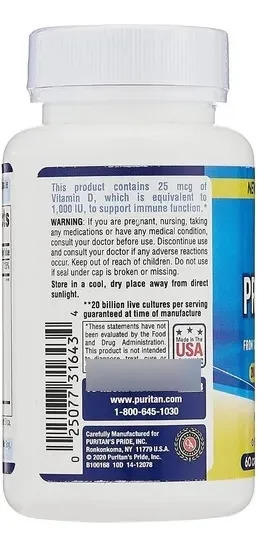 This product contains 25 mcg of
Vitamin D, which is equivalent to
1,000 IU, to support immune function.*
WARNING: If you are pregnant, nursing, taking
any medications or have any medical condition,
consult your doctor before use. Discontinue use
and consult your doctor if any adverse reactions
occur. Keep out of reach of children. Do not use
if seal under cap is broken or missing.
Store in a cool, dry place away from direct
sunlight.
**20 billion live cultures per serving
guaranteed at time of manufacture
*These statements have not
been evaluated by the Food
and Drug Administration.
This product is not intended
to diagnose, treat, cure or
Made In The
USA
0 25077 31643 4
www.puritan.com
1-800-645-1030
Carefully Manufactured for
PURITAN'S PRIDE, INC.
Ronkonkoma, NY 11779 U.S.A.
© 2020 Puritan's Pride, Inc.
B100168 10D 14-12078
NE
PR
FROM
60